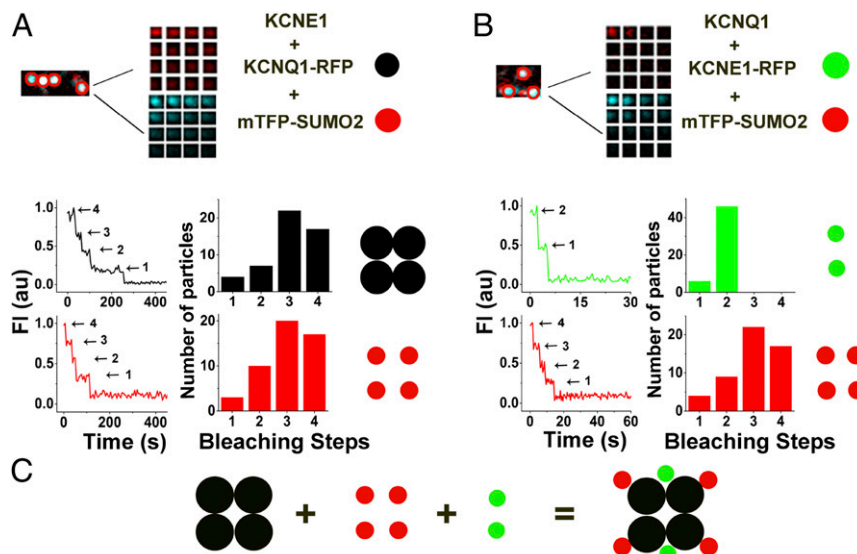 A
KCNE1
+
KCNQ1-RFP
+
mTFP-SUMO2
B
KCNQ1
+
KCNE1-RFP
+
mTFP-SUMO2
FI (au)
1.0
0.5
0.0
←4
←3
←2
←1
0 200 400
1.0
0.5
0.0
←4
←3
←2
←1
0 200 400
Time (s)
Number of particles
20
10
0
1 2 3 4
20
10
0
1 2 3 4
Bleaching Steps
FI (au)
1.0
0.5
0.0
←2
←1
0 15 30
1.0
0.5
0.0
←4
←3
←2
←1
0 20 40 60
Time (s)
Number of particles
40
20
0
1 2 3 4
20
10
0
1 2 3 4
Bleaching Steps
C
+ + =